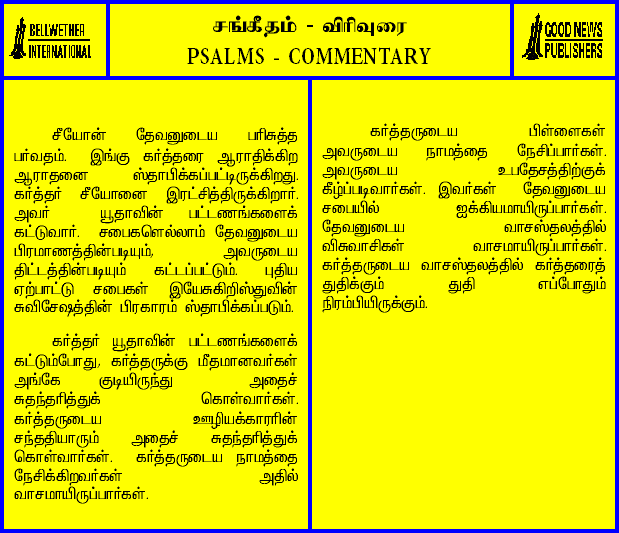 BELLWETHER
INTERNATIONAL
சங்கீதம் - விரிவுரை
PSALMS - COMMENTARY
GOOD NEWS
PUBLISHERS
சீயோன் தேவனுடைய பரிசுத்த
பர்வதம். இங்கு கர்த்தரை ஆராதிக்கிற
ஆராதனை ஸ்தாபிக்கப்பட்டிருக்கிறது.
கர்த்தர் சீயோனை இரட்சித்திருக்கிறார்.
அவர் யூதாவின் பட்டணங்களைக்
கட்டுவார். சபைகளெல்லாம் தேவனுடைய
பிரமாணத்தின்படியும், அவருடைய
திட்டத்தின்படியும் கட்டப்பட்டும். புதிய
ஏற்பாட்டு சபைகள் இயேசுகிறிஸ்துவின்
சுவிசேஷத்தின் பிரகாரம் ஸ்தாபிக்கப்படும்.
கர்த்தர் யூதாவின் பட்டணங்களைக்
கட்டும்போது, கர்த்தருக்கு மீதமானவர்கள்
அங்கே குடியிருந்து அதைச்
சுதந்தரித்துக் கொள்வார்கள்.
கர்த்தருடைய ஊழியக்காரரின்
சந்ததியாரும் அதைச் சுதந்தரித்துக்
கொள்வார்கள். கர்த்தருடைய நாமத்தை
நேசிக்கிறவர்கள் அதில்
வாசமாயிருப்பார்கள்.
கர்த்தருடைய பிள்ளைகள்
அவருடைய நாமத்தை நேசிப்பார்கள்.
அவருடைய உபதேசத்திற்குக்
கீழ்ப்படிவார்கள். இவர்கள் தேவனுடைய
சபையில் ஐக்கியமாயிருப்பார்கள்.
தேவனுடைய வாசஸ்தலத்தில்
விசுவாசிகள் வாசமாயிருப்பார்கள்.
கர்த்தருடைய வாசஸ்தலத்தில் கர்த்தரைத்
துதிக்கும் துதி எப்போதும்
நிரம்பியிருக்கும்.